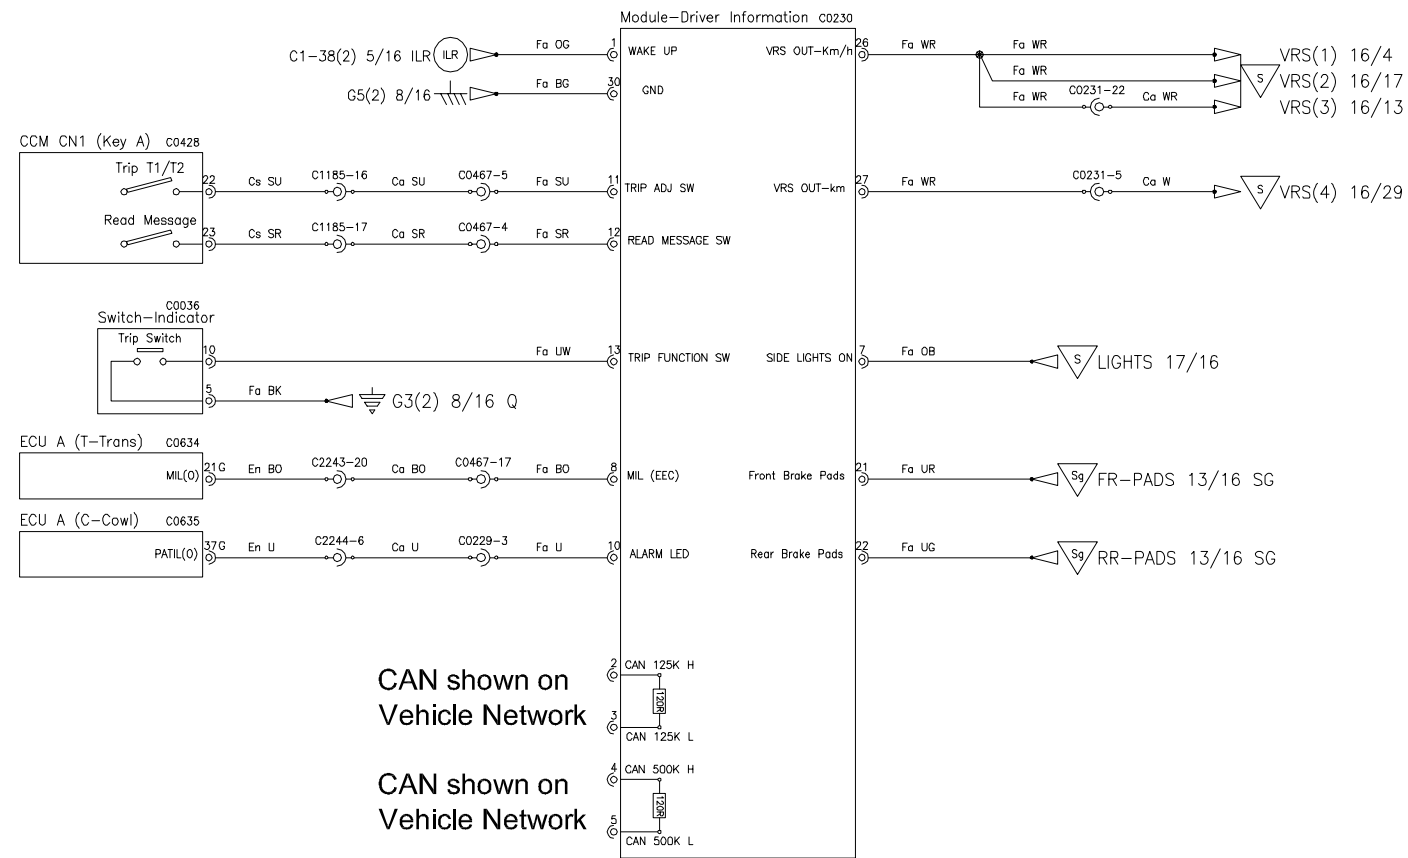 Module-Driver Information C0230
C1-38(2) 5/16 ILR ILR Fa OG 1 WAKE UP VRS OUT-Km/h 26 Fa WR Fa WR VRS(1) 16/4
Fa WR S VRS(2) 16/17
G5(2) 8/16 Fa BG 30 GND
Fa WR C0231-22 Ca WR VRS(3) 16/13
CCM CN1 (Key A) C0428
Trip T1/T2
22 Cs SU C1185-16 Ca SU C0467-5 Fa SU 11 TRIP ADJ SW VRS OUT-km 27 Fa WR C0231-5 Ca W S VRS(4) 16/29
Read Message
23 Cs SR C1185-17 Ca SR C0467-4 Fa SR 12 READ MESSAGE SW
C0036
Switch-Indicator
Trip Switch
10 Fa UW 13 TRIP FUNCTION SW SIDE LIGHTS ON 7 Fa OB S LIGHTS 17/16
5 Fa BK G3(2) 8/16 Q
ECU A (T-Trans) C0634
MIL(O) 21G En BO C2243-20 Ca BO C0467-17 Fa BO 8 MIL (EEC) Front Brake Pads 21 Fa UR Sg FR-PADS 13/16 SG
ECU A (C-Cowl) C0635
PATIL(O) 37G En U C2244-6 Ca U C0229-3 Fa U 10 ALARM LED Rear Brake Pads 22 Fa UG Sg RR-PADS 13/16 SG
2 CAN 125K H
CAN shown on
120R
Vehicle Network
3
CAN 125K L
4 CAN 500K H
CAN shown on
120R
Vehicle Network
5
CAN 500K L